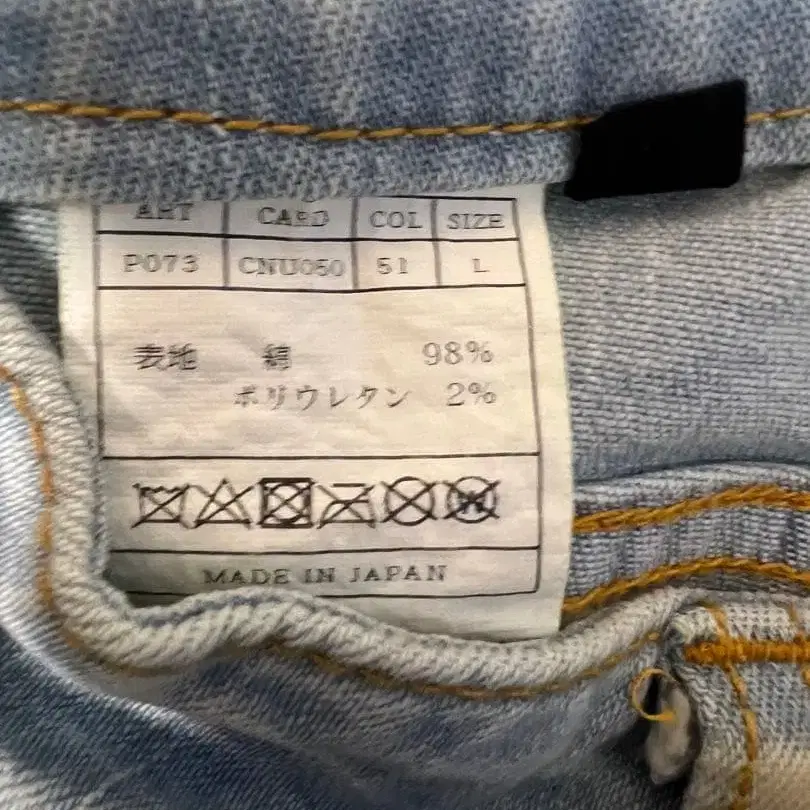 ART CARD COL SIZE
P073 CNU050 51 L
表地 綿 98%
ポリウレタン 2%
MADE IN JAPAN